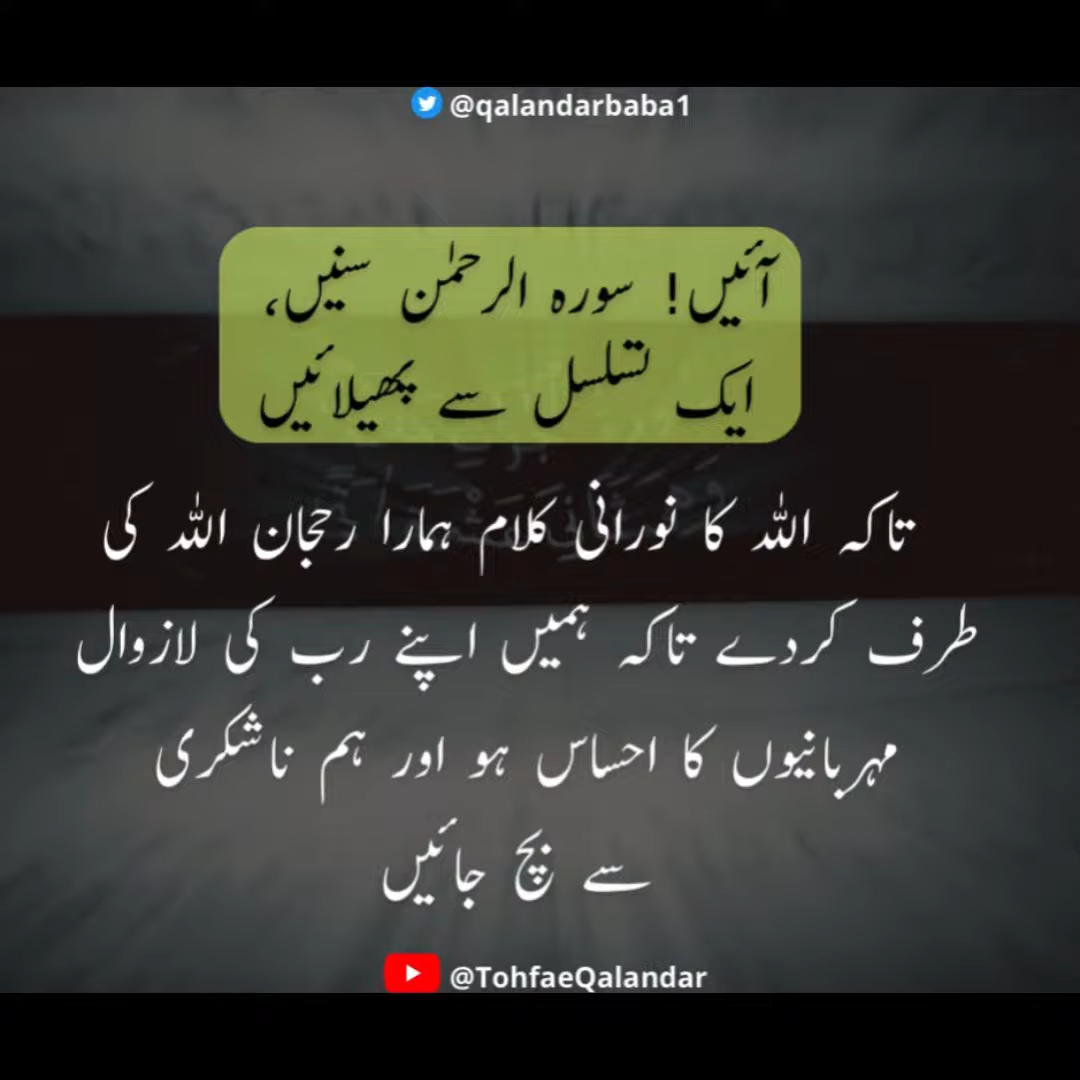 @qalandarbaba1
آئیں! سورہ الرحمٰن سنیں،
ایک تسلسل سے پھیلائیں
تاکہ اللہ کا نورانی کلام ہمارا رحجان اللہ کی
طرف کردے تاکہ ہمیں اپنے رب کی لازوال
مہربانیوں کا احساس ہو اور ہم ناشکری
سے بچ جائیں
@TohfaeQalandar